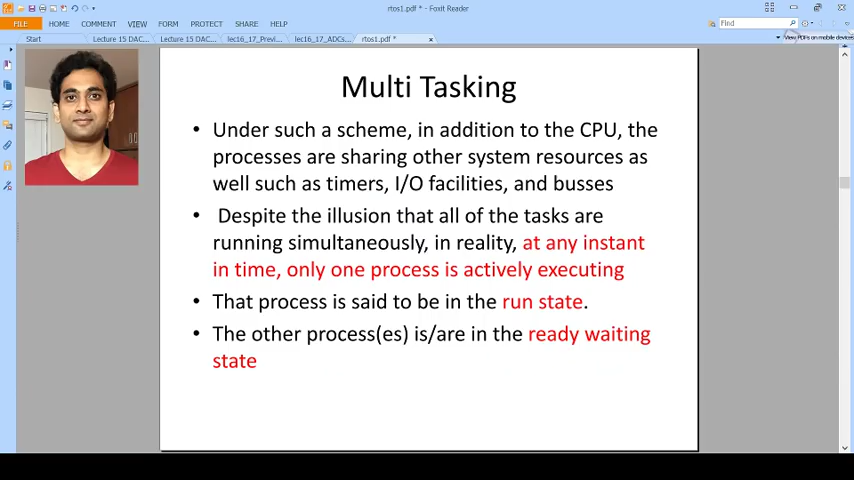 rtos1.pdf * - Foxit Reader
FILE HOME COMMENT VIEW FORM PROTECT SHARE HELP
Find
Start Lecture 15 DAC... Lecture 15 DAC... lec16_17_Previ... lec16_17_ADCs... rtos1.pdf *
View PDFs on mobile devices
Multi Tasking
• Under such a scheme, in addition to the CPU, the
processes are sharing other system resources as
well such as timers, I/O facilities, and busses
• Despite the illusion that all of the tasks are
running simultaneously, in reality, at any instant
in time, only one process is actively executing
• That process is said to be in the run state.
• The other process(es) is/are in the ready waiting
state